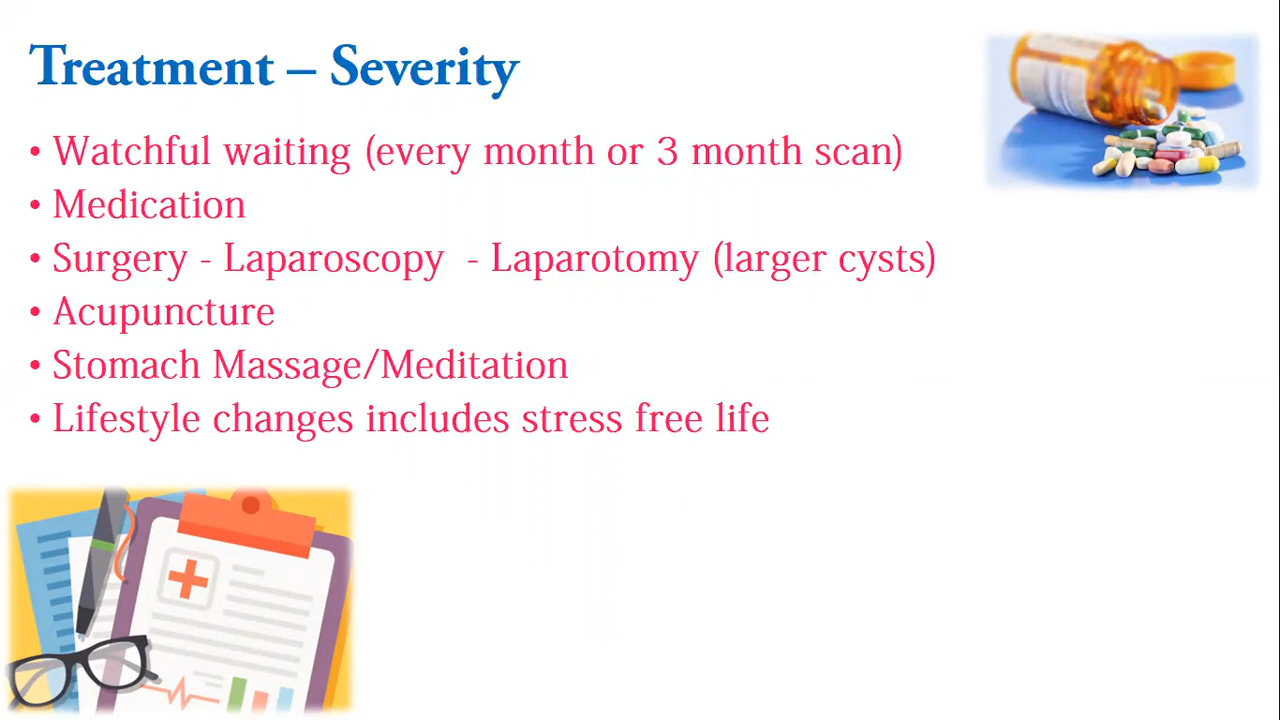 Treatment – Severity
• Watchful waiting (every month or 3 month scan)
• Medication
• Surgery - Laparoscopy - Laparotomy (larger cysts)
• Acupuncture
• Stomach Massage/Meditation
• Lifestyle changes includes stress free life